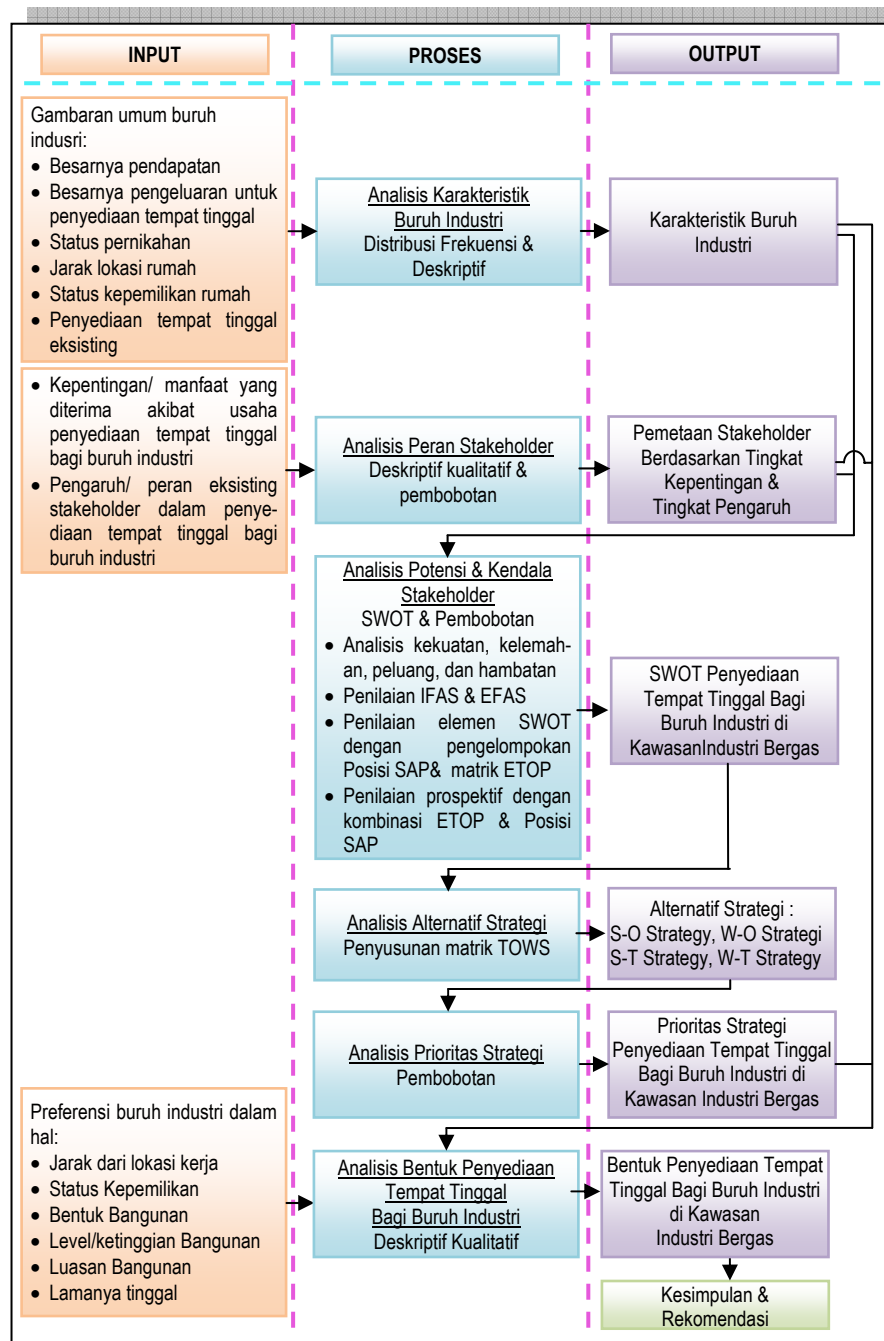 INPUT
PROSES
OUTPUT
Gambaran umum buruh
indusri:
• Besarnya pendapatan
• Besarnya pengeluaran untuk
penyediaan tempat tinggal
• Status pernikahan
• Jarak lokasi rumah
• Status kepemilikan rumah
• Penyediaan tempat tinggal
eksisting
Analisis Karakteristik
Buruh Industri
Distribusi Frekuensi &
Deskriptif
Karakteristik Buruh
Industri
• Kepentingan/ manfaat yang
diterima akibat usaha
penyediaan tempat tinggal
bagi buruh industri
• Pengaruh/ peran eksisting
stakeholder dalam penye-
diaan tempat tinggal bagi
buruh industri
Analisis Peran Stakeholder
Deskriptif kualitatif &
pembobotan
Pemetaan Stakeholder
Berdasarkan Tingkat
Kepentingan &
Tingkat Pengaruh
Analisis Potensi & Kendala
Stakeholder
SWOT & Pembobotan
• Analisis kekuatan, kelemah-
an, peluang, dan hambatan
• Penilaian IFAS & EFAS
• Penilaian elemen SWOT
dengan pengelompokan
Posisi SAP& matrik ETOP
• Penilaian prospektif dengan
kombinasi ETOP & Posisi
SAP
SWOT Penyediaan
Tempat Tinggal Bagi
Buruh Industri di
KawasanIndustri Bergas
Analisis Alternatif Strategi
Penyusunan matrik TOWS
Alternatif Strategi :
S-O Strategy, W-O Strategi
S-T Strategy, W-T Strategy
Analisis Prioritas Strategi
Pembobotan
Prioritas Strategi
Penyediaan Tempat Tinggal
Bagi Buruh Industri di
Kawasan Industri Bergas
Preferensi buruh industri dalam
hal:
• Jarak dari lokasi kerja
• Status Kepemilikan
• Bentuk Bangunan
• Level/ketinggian Bangunan
• Luasan Bangunan
• Lamanya tinggal
Analisis Bentuk Penyediaan
Tempat Tinggal
Bagi Buruh Industri
Deskriptif Kualitatif
Bentuk Penyediaan Tempat
Tinggal Bagi Buruh Industri
di Kawasan
Industri Bergas
Kesimpulan &
Rekomendasi